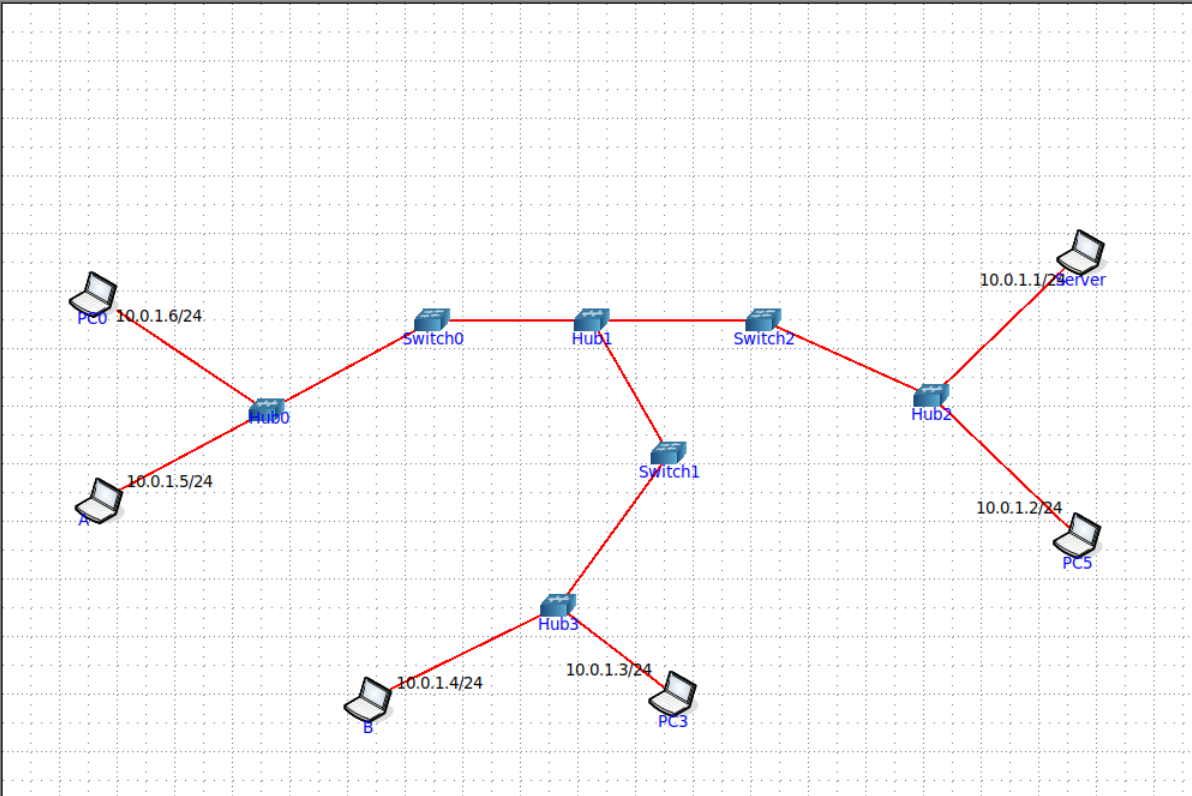 Server
10.0.1.1/24
PC0
10.0.1.6/24
Switch0
Hub1
Switch2
Hub0
Hub2
Switch1
10.0.1.5/24
A
10.0.1.2/24
PC5
Hub3
10.0.1.4/24
10.0.1.3/24
B
PC3